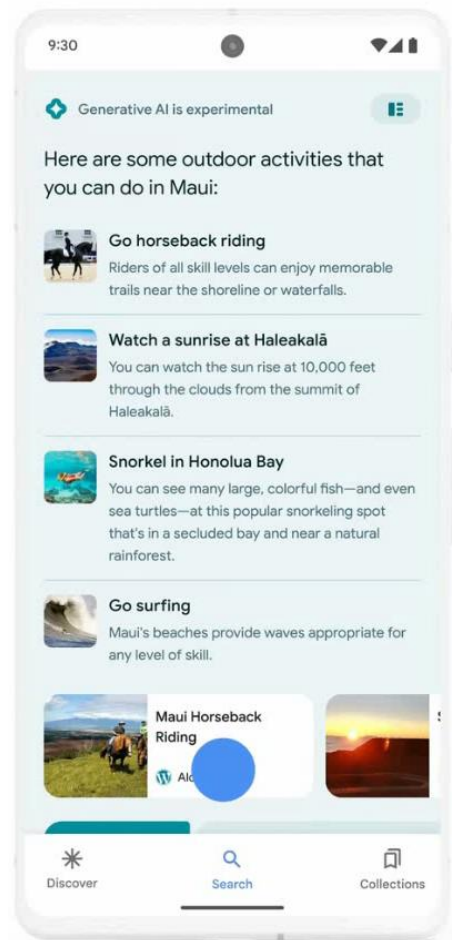 9:30
Generative AI is experimental
Here are some outdoor activities that
you can do in Maui:
Go horseback riding
Riders of all skill levels can enjoy memorable
trails near the shoreline or waterfalls.
Watch a sunrise at Haleakalā
You can watch the sun rise at 10,000 feet
through the clouds from the summit of
Haleakalā.
Snorkel in Honolua Bay
You can see many large, colorful fish—and even
sea turtles—at this popular snorkeling spot
that's in a secluded bay and near a natural
rainforest.
Go surfing
Maui's beaches provide waves appropriate for
any level of skill.
Maui Horseback
Riding
Discover
Search
Collections